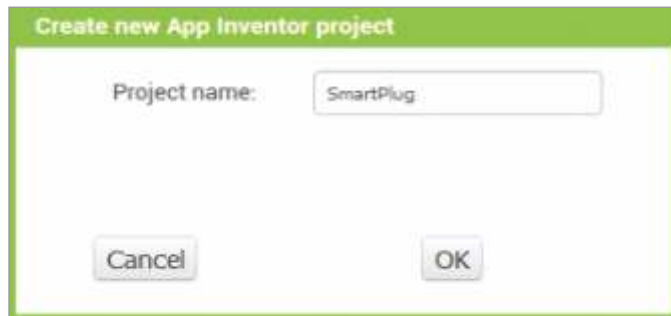 Create new App Inventor project
Project name: SmartPlug
Cancel OK